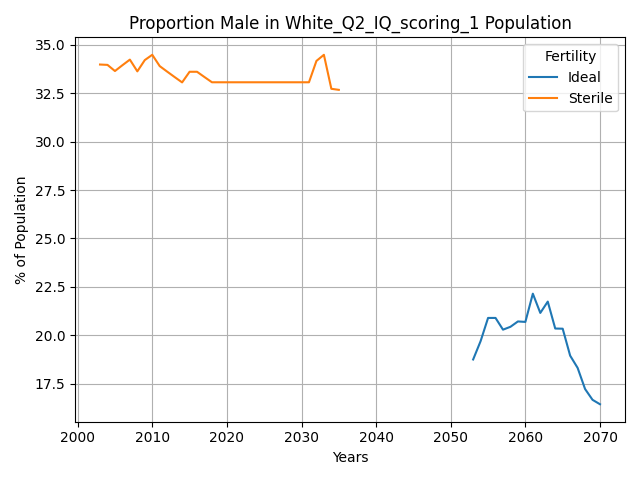 Proportion Male in White_Q2_IQ_scoring_1 Population
35.0
32.5
30.0
27.5
25.0
22.5
20.0
17.5
% of Population
Fertility
Ideal
Sterile
2000 2010 2020 2030 2040 2050 2060 2070
Years